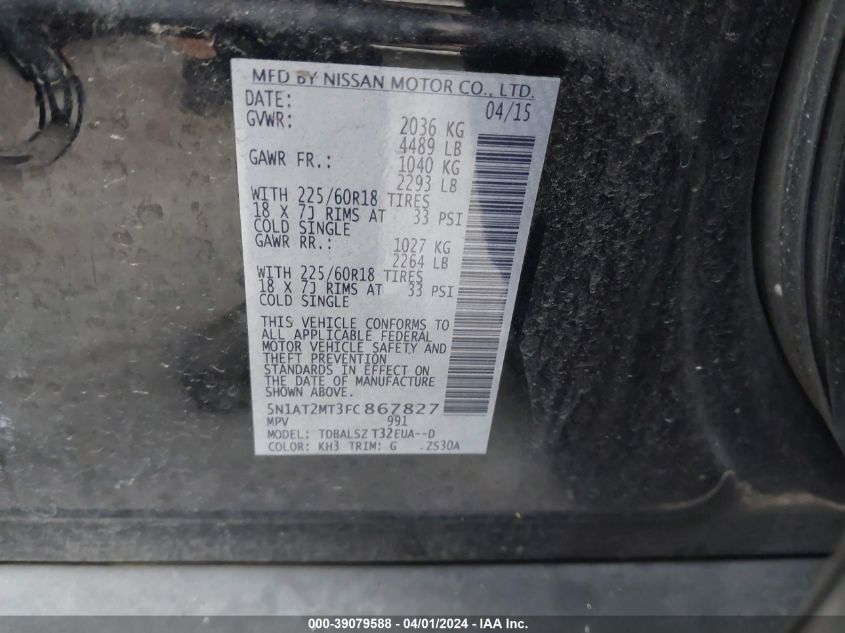 MFD BY NISSAN MOTOR CO., LTD.
DATE: 04/15
GVWR: 2036 KG
4489 LB
GAWR FR.: 1040 KG
2293 LB
WITH 225/60R18 TIRES
18 X 7J RIMS AT 33 PSI
COLD SINGLE
GAWR RR.: 1027 KG
2264 LB
WITH 225/60R18 TIRES
18 X 7J RIMS AT 33 PSI
COLD SINGLE
THIS VEHICLE CONFORMS TO
ALL APPLICABLE FEDERAL
MOTOR VEHICLE SAFETY AND
THEFT PREVENTION
STANDARDS IN EFFECT ON
THE DATE OF MANUFACTURE
SHOWN ABOVE.
5N1AT2MT3FC867827
MPV 991
MODEL: TDBALSZ T32EUA--D
COLOR: KH3 TRIM: G .ZS30A
000-39079588 - 04/01/2024 - IAA Inc.